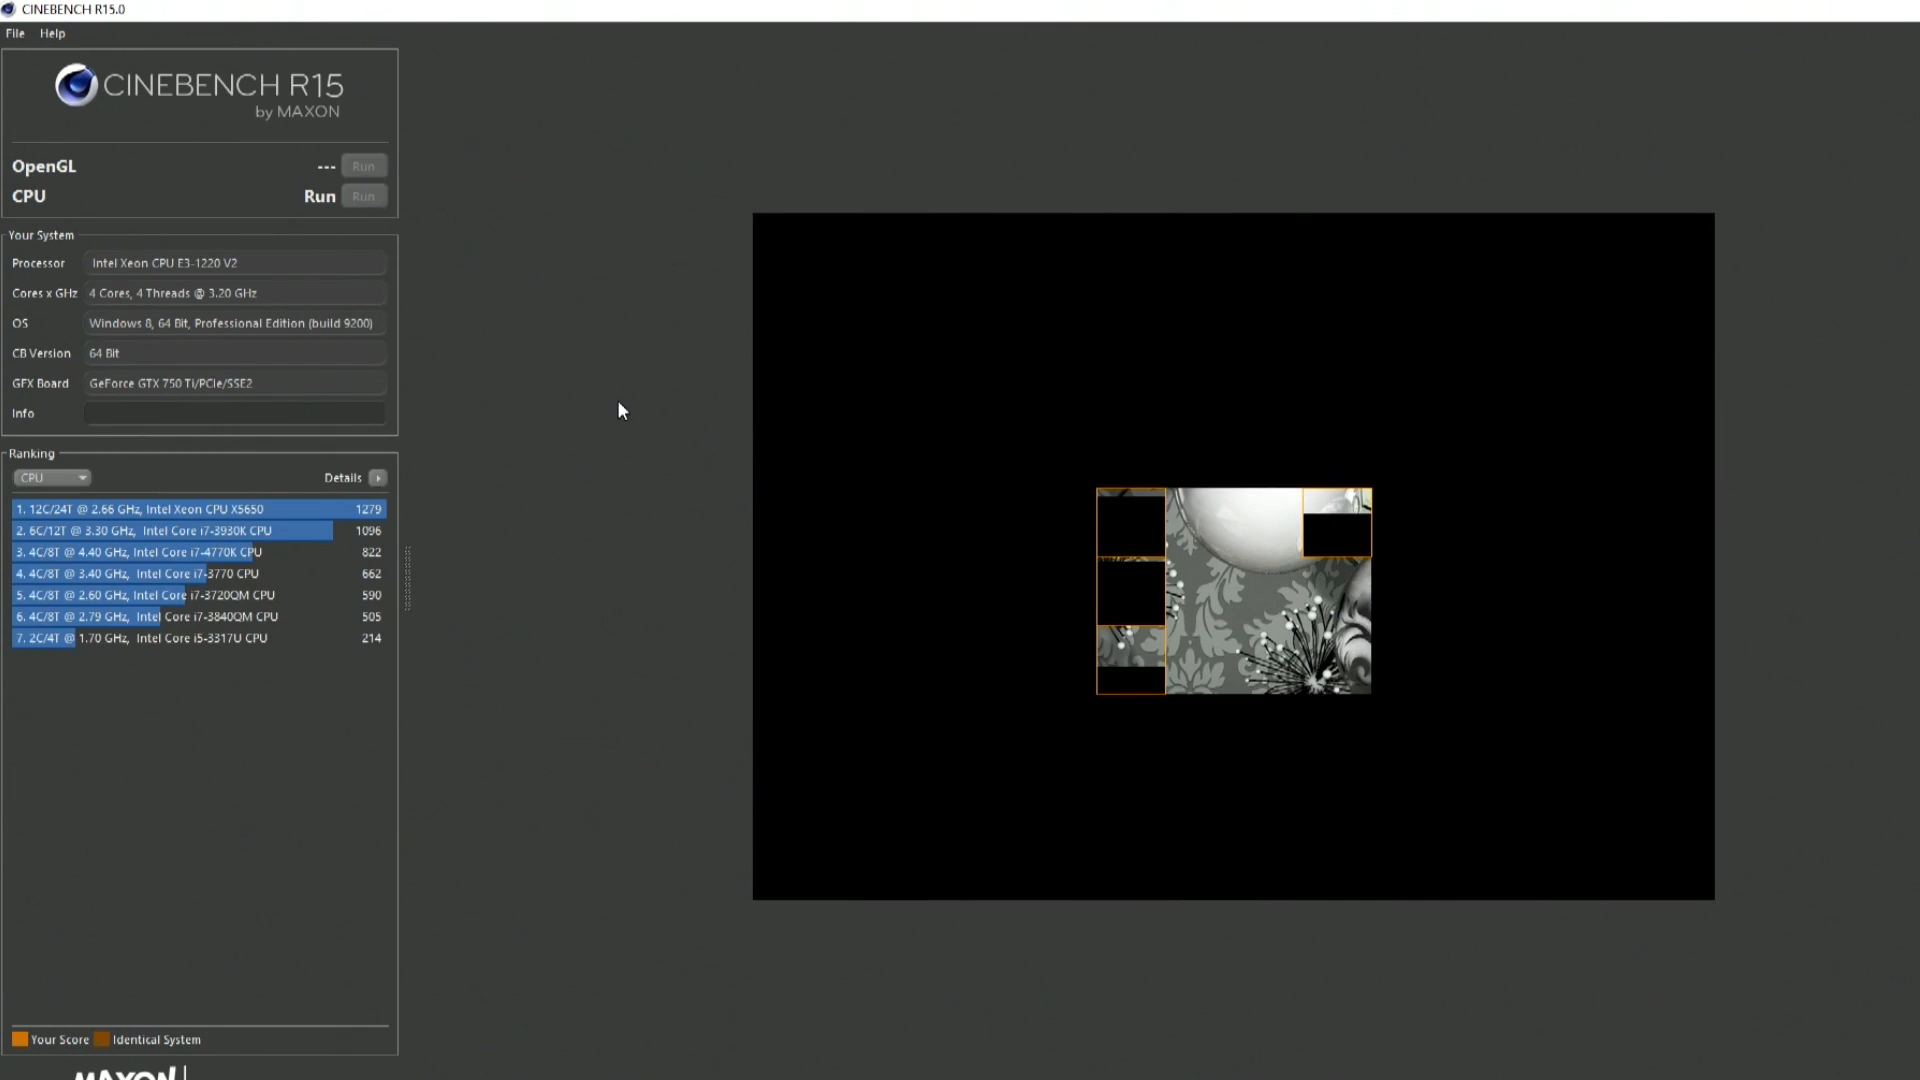 CINEBENCH R15.0
File Help
CINEBENCH R15
by MAXON
OpenGL --- Run
CPU Run Run
Your System
Processor Intel Xeon CPU E3-1220 V2
Cores x GHz 4 Cores, 4 Threads @ 3.20 GHz
OS Windows 8, 64 Bit, Professional Edition (build 9200)
CB Version 64 Bit
GFX Board GeForce GTX 750 Ti/PCIe/SSE2
Info
Ranking
CPU Details
1. 12C/24T @ 2.66 GHz, Intel Xeon CPU X5650 1279
2. 6C/12T @ 3.30 GHz, Intel Core i7-3930K CPU 1096
3. 4C/8T @ 4.40 GHz, Intel Core i7-4770K CPU 822
4. 4C/8T @ 3.40 GHz, Intel Core i7-3770 CPU 662
5. 4C/8T @ 2.60 GHz, Intel Core i7-3720QM CPU 590
6. 4C/8T @ 2.79 GHz, Intel Core i7-3840QM CPU 505
7. 2C/4T @ 1.70 GHz, Intel Core i5-3317U CPU 214
Your Score Identical System
MAXON